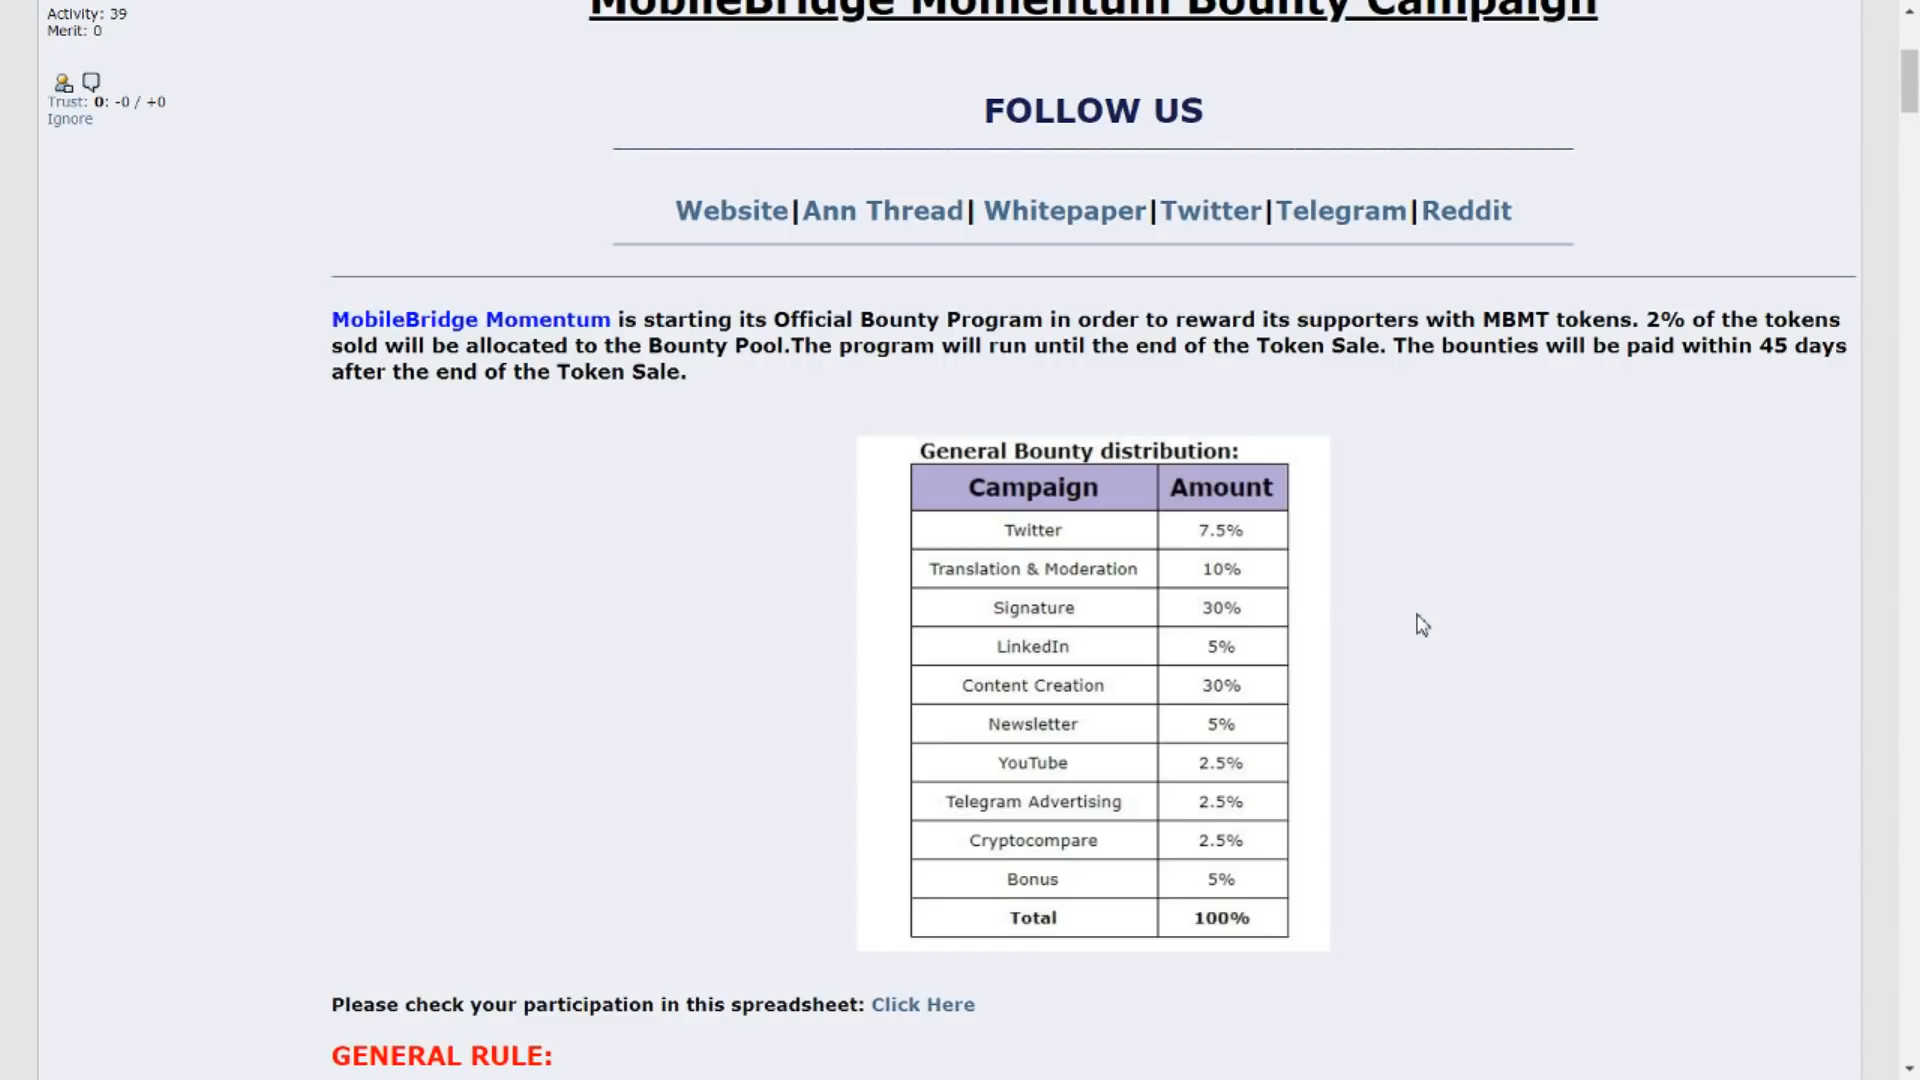 Activity: 39
Merit: 0
Trust: 0: -0 / +0
Ignore
MobileBridge Momentum Bounty Campaign
FOLLOW US
Website|Ann Thread| Whitepaper|Twitter|Telegram|Reddit
MobileBridge Momentum is starting its Official Bounty Program in order to reward its supporters with MBMT tokens. 2% of the tokens
sold will be allocated to the Bounty Pool.The program will run until the end of the Token Sale. The bounties will be paid within 45 days
after the end of the Token Sale.
General Bounty distribution:
Campaign Amount
Twitter 7.5%
Translation & Moderation 10%
Signature 30%
LinkedIn 5%
Content Creation 30%
Newsletter 5%
YouTube 2.5%
Telegram Advertising 2.5%
Cryptocompare 2.5%
Bonus 5%
Total 100%
Please check your participation in this spreadsheet: Click Here
GENERAL RULE: